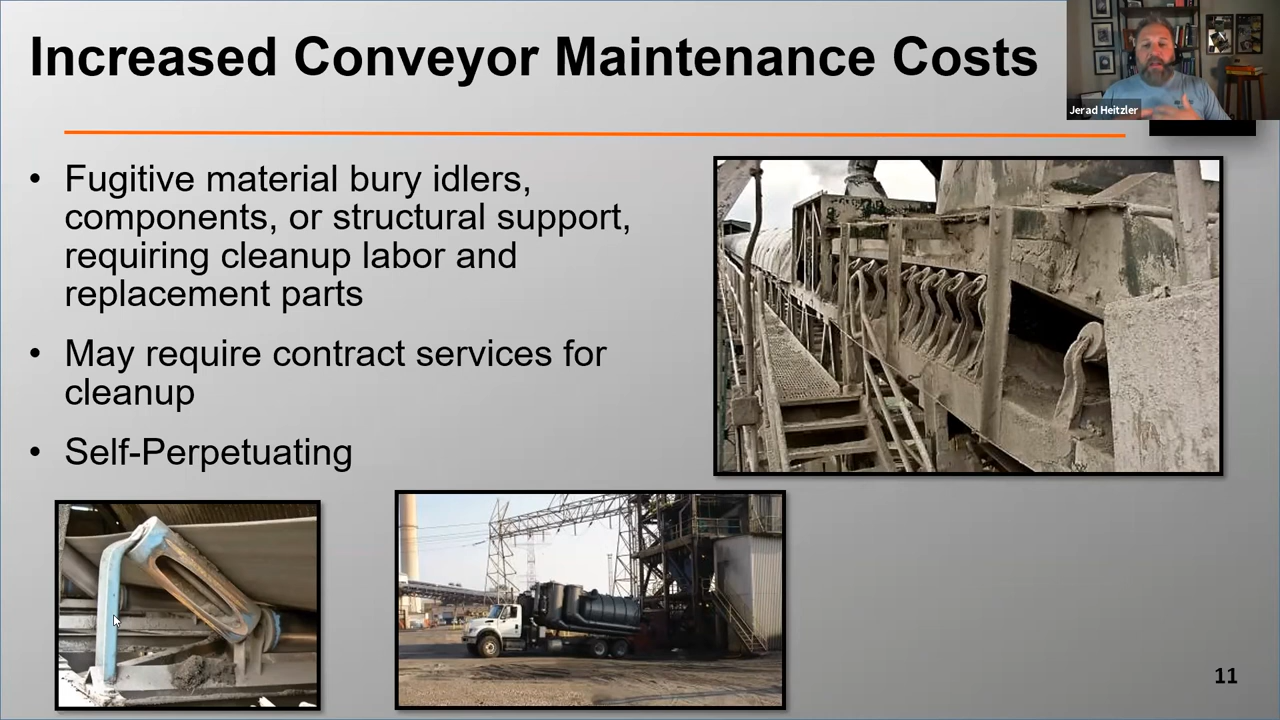 Increased Conveyor Maintenance Costs
Jerad Heitzler
• Fugitive material bury idlers,
components, or structural support,
requiring cleanup labor and
replacement parts
• May require contract services for
cleanup
• Self-Perpetuating
11